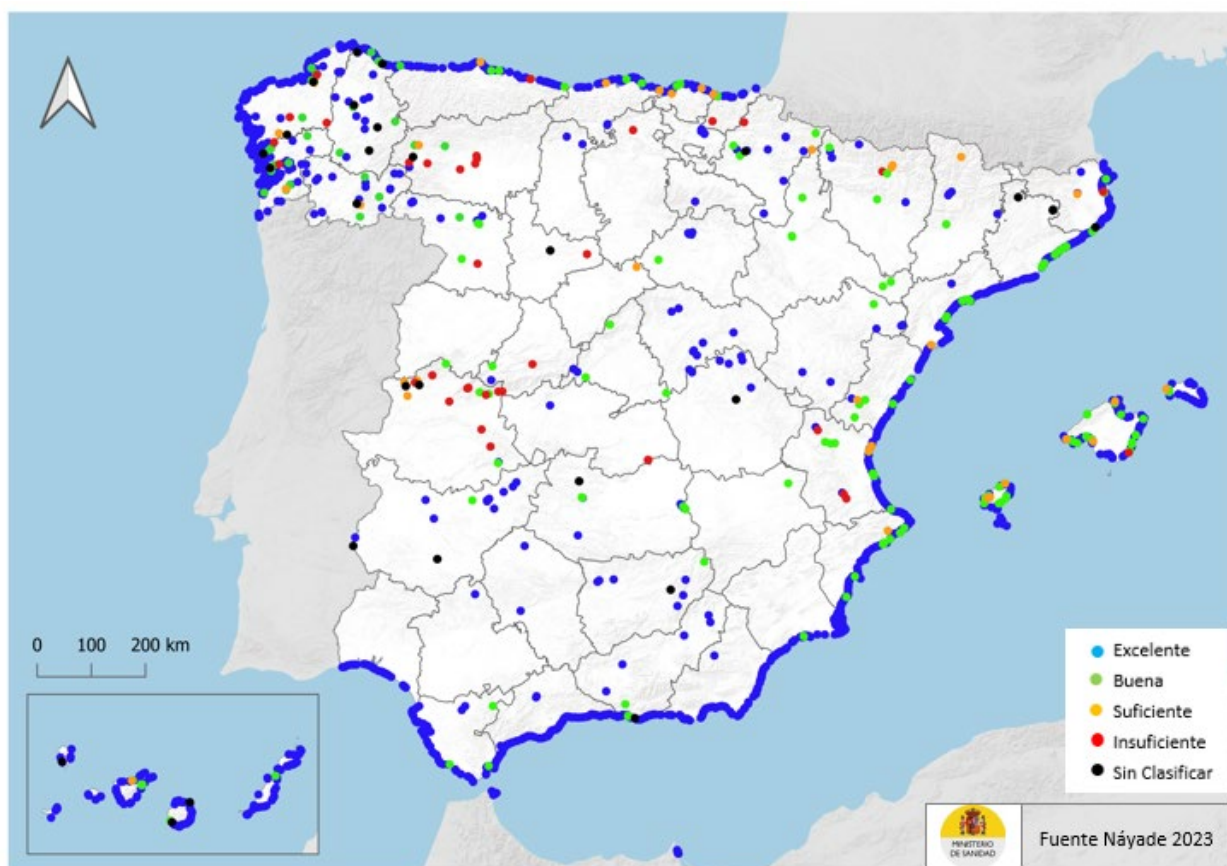 0 100 200 km
Excelente
Buena
Suficiente
Insuficiente
Sin Clasificar
MINISTERIO
DE SANIDAD
Fuente Náyade 2023